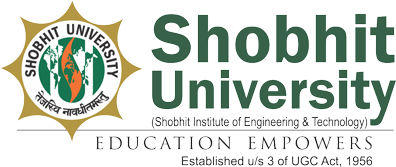 SHOBHIT UNIVERSITY
तेजस्वि नावधीतमस्तु
Shobhit
University
(Shobhit Institute of Engineering & Technology)
EDUCATION EMPOWERS
Established u/s 3 of UGC Act, 1956